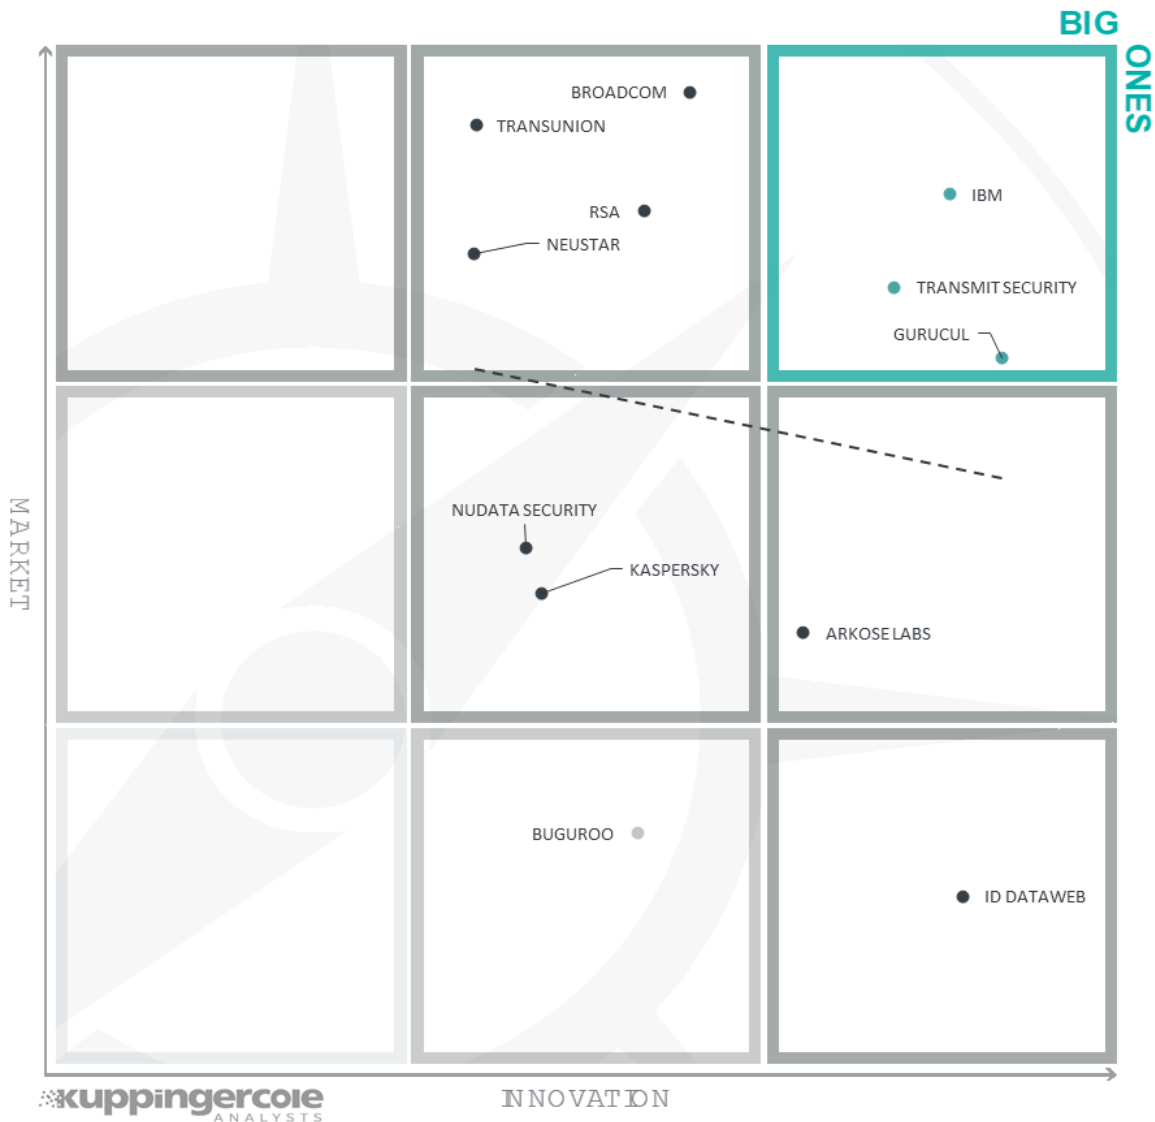 BIG
ONES
BROADCOM
TRANSUNION
IBM
RSA
NEUSTAR
TRANSMIT SECURITY
GURUCUL
MARKET
NUDATA SECURITY
KASPERSKY
ARKOSE LABS
BUGUROO
ID DATAWEB
kuppingercole
ANALYSTS
INNOVATION